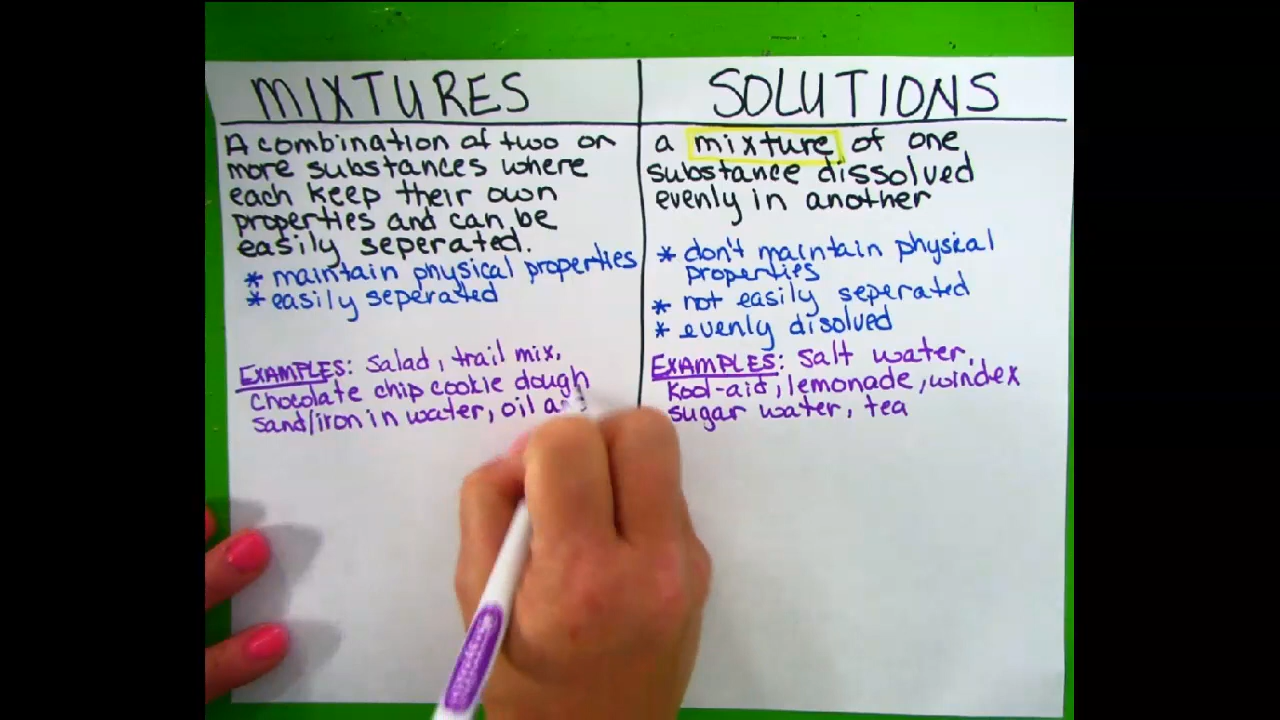 MIXTURES
A combination of two or
more substances where
each keep their own
properties and can be
easily seperated.
* maintain physical properties
* easily seperated
EXAMPLES: salad, trail mix,
chocolate chip cookie dough
sand/iron in water, oil
SOLUTIONS
a mixture of one
substance dissolved
evenly in another
* don't maintain physical
properties
* not easily seperated
* evenly disolved
EXAMPLES: salt water,
kool-aid, lemonade, windex
sugar water, tea